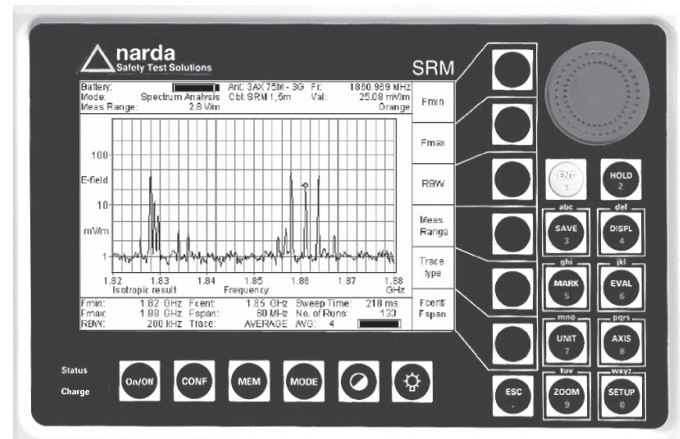 narda
Safety Test Solutions
SRM
Battery: Ant: 3AX 75M - 3G Fr: 1860.989 MHz
Mode: Spectrum Analysis Cbl: SRM 1,5m Val: 25.08 mV/m
Meas.Range: 2.8 V/m Orange
Fmin
Fmax
RBW
Meas.
Range
Trace
type
Fcent/
Fspan
100
E-field
10
mV/m
1
1.82 1.83 1.84 1.85 1.86 1.87 1.88
Isotropic result Frequency GHz
Fmin: 1.82 GHz Fcent: 1.85 GHz Sweep Time: 218 ms
Fmax: 1.88 GHz Fspan: 60 MHz No. of Runs: 133
RBW: 200 kHz Trace: AVERAGE AVG: 4
1
HOLD
2
abc def
SAVE
3
DISPL
4
ghi jkl
MARK
5
EVAL
6
mno pqrs
UNIT
7
AXIS
8
tuv wxyz
ESC
.
ZOOM
9
SETUP
0
Status
Charge
On/Off CONF MEM MODE